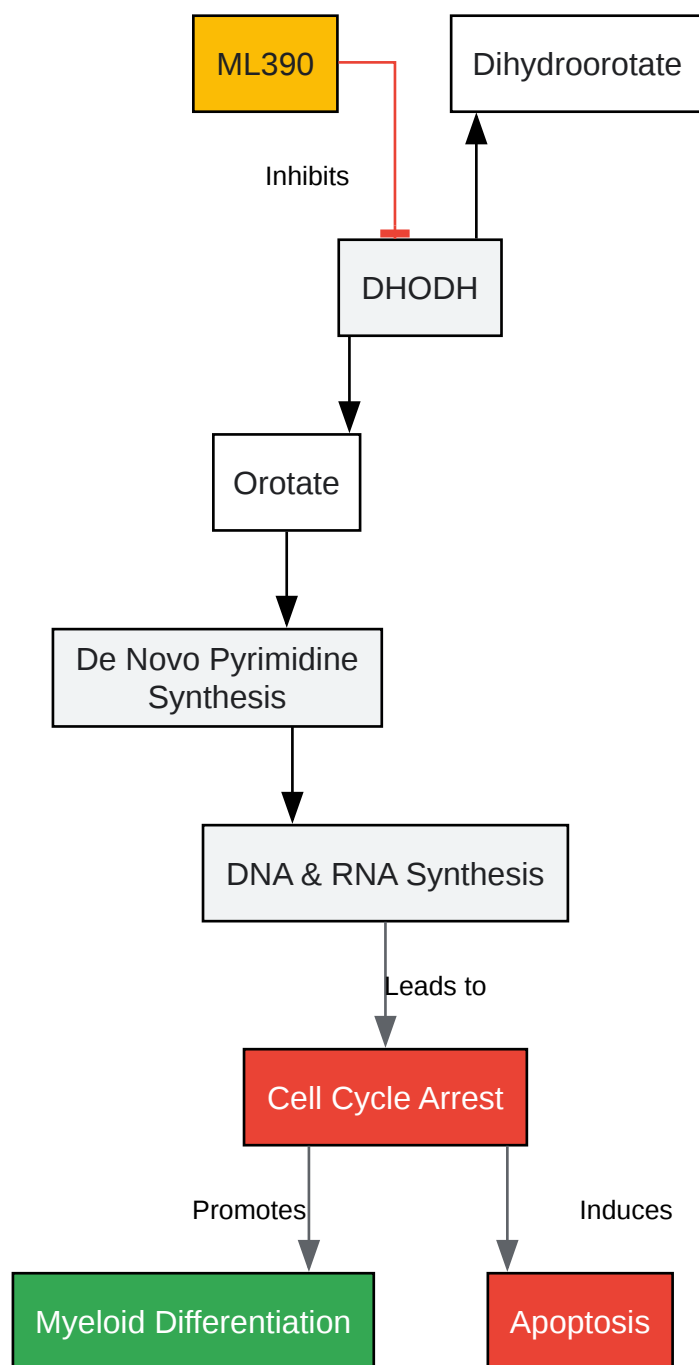 ML390
Dihydroorotate
Inhibits
DHODH
Orotate
De Novo Pyrimidine
Synthesis
DNA & RNA Synthesis
Leads to
Cell Cycle Arrest
Promotes
Induces
Myeloid Differentiation
Apoptosis